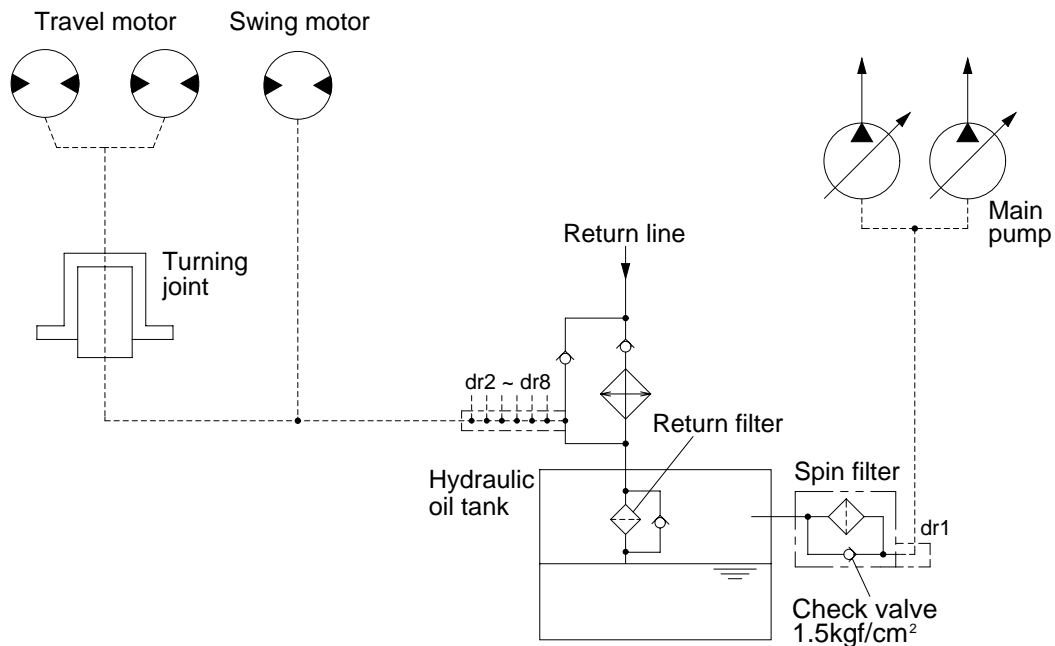 Travel motor
Swing motor
Main
pump
Return line
Turning
joint
dr2 ~ dr8
Return filter
Hydraulic
oil tank
Spin filter
dr1
Check valve
1.5kgf/cm²